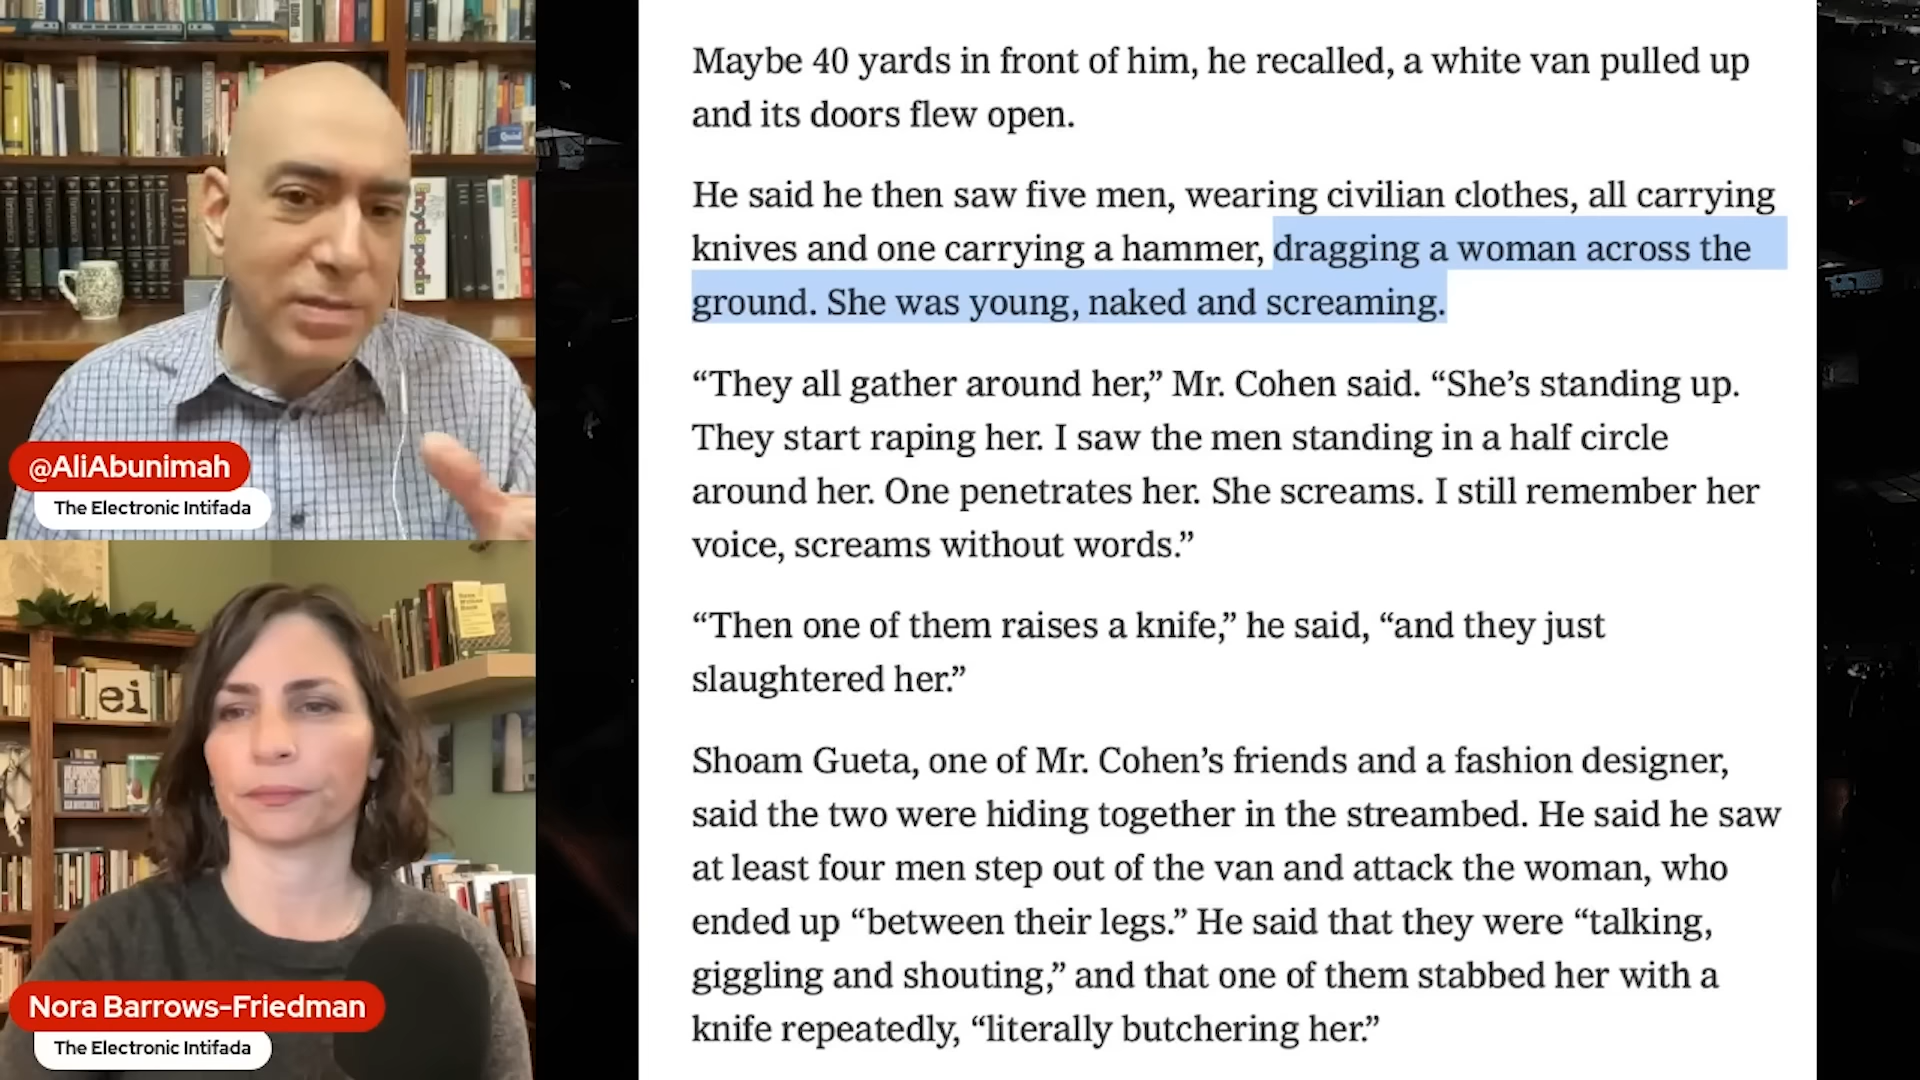 Encyclopedia
@AliAbunimah
The Electronic Intifada
ei
Nora Barrows-Friedman
The Electronic Intifada
Maybe 40 yards in front of him, he recalled, a white van pulled up
and its doors flew open.
He said he then saw five men, wearing civilian clothes, all carrying
knives and one carrying a hammer, dragging a woman across the
ground. She was young, naked and screaming.
“They all gather around her,” Mr. Cohen said. “She’s standing up.
They start raping her. I saw the men standing in a half circle
around her. One penetrates her. She screams. I still remember her
voice, screams without words.”
“Then one of them raises a knife,” he said, “and they just
slaughtered her.”
Shoam Gueta, one of Mr. Cohen’s friends and a fashion designer,
said the two were hiding together in the streambed. He said he saw
at least four men step out of the van and attack the woman, who
ended up “between their legs.” He said that they were “talking,
giggling and shouting,” and that one of them stabbed her with a
knife repeatedly, “literally butchering her.”